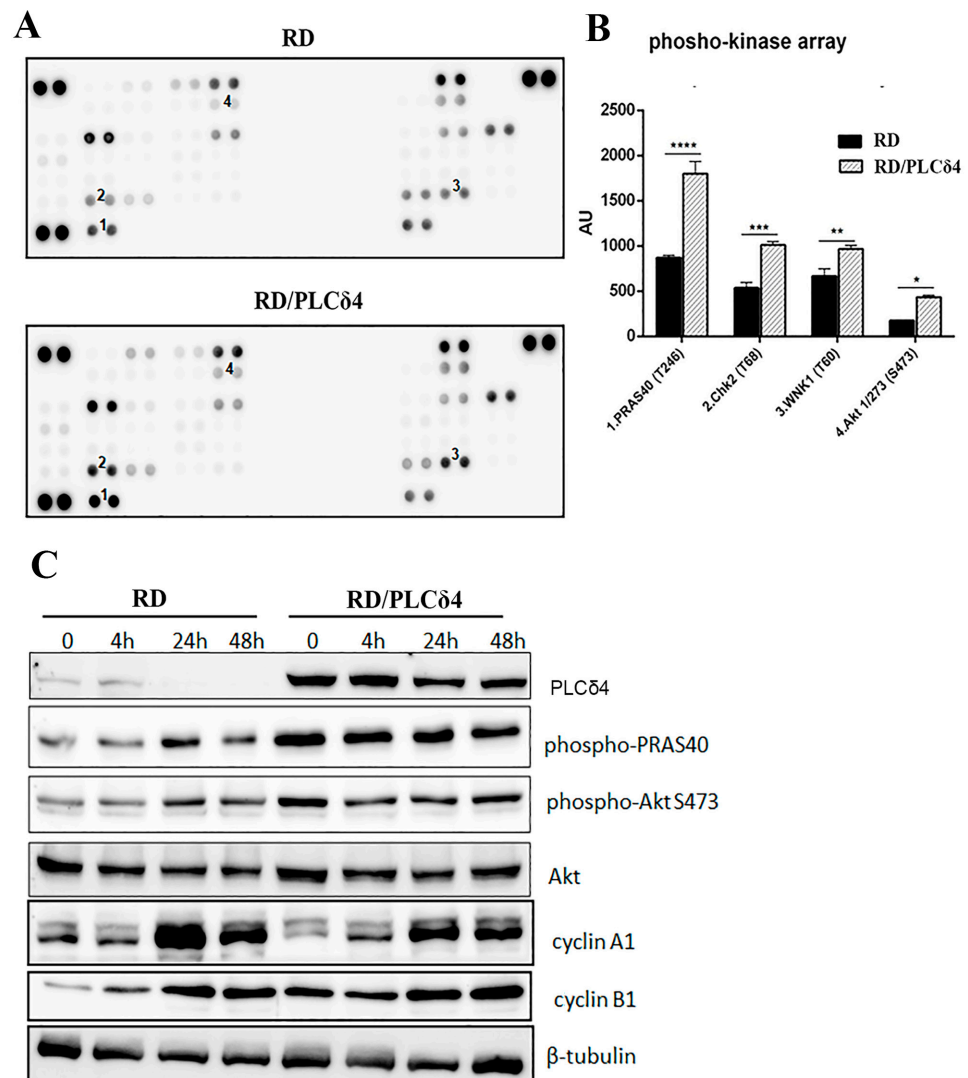 A
RD
4
2
3
1
RD/PLCδ4
4
2
3
1
B
phosho-kinase array
2500
2000
1500
1000
500
0
AU
RD
RD/PLCδ4
****
***
**
*
1.PRAS40 (T246)
2.Chk2 (T68)
3.WNK1 (T60)
4.Akt 1/273 (S473)
C
RD RD/PLCδ4
0 4h 24h 48h 0 4h 24h 48h
PLCδ4
phospho-PRAS40
phospho-Akt S473
Akt
cyclin A1
cyclin B1
β-tubulin